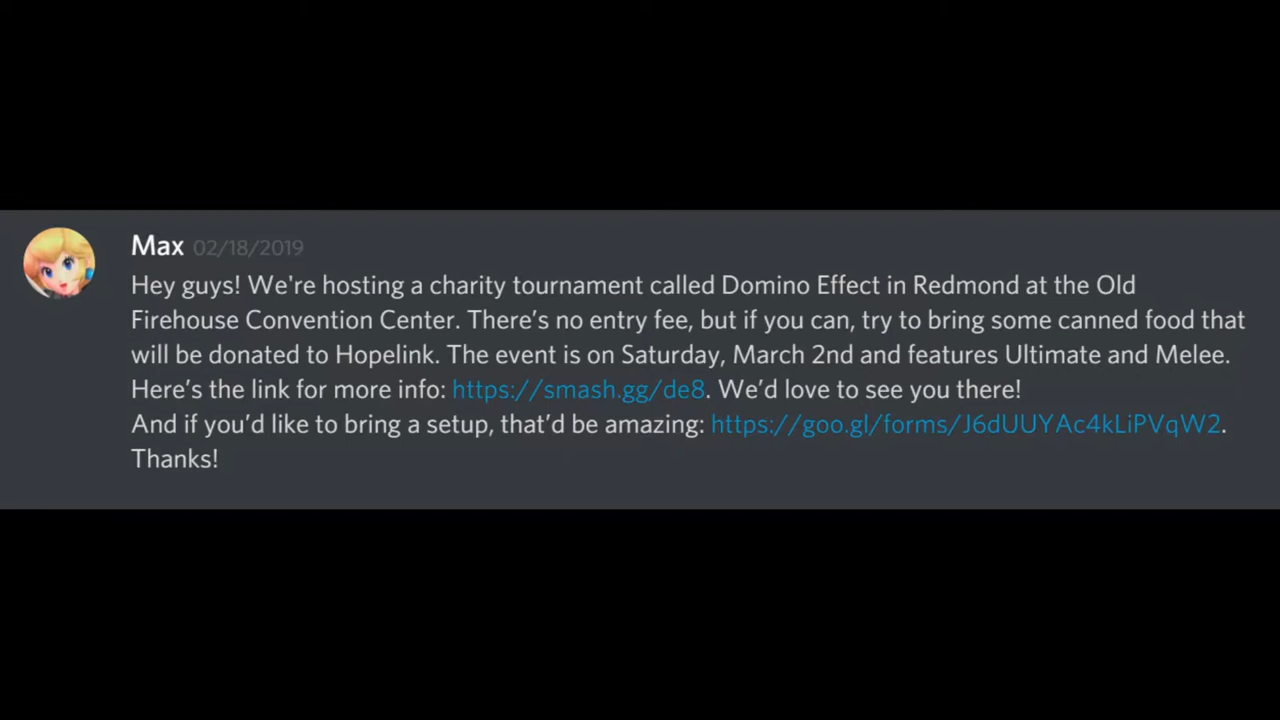 Max 02/18/2019
Hey guys! We're hosting a charity tournament called Domino Effect in Redmond at the Old
Firehouse Convention Center. There’s no entry fee, but if you can, try to bring some canned food that
will be donated to Hopelink. The event is on Saturday, March 2nd and features Ultimate and Melee.
Here’s the link for more info: https://smash.gg/de8. We’d love to see you there!
And if you’d like to bring a setup, that’d be amazing: https://goo.gl/forms/J6dUUYAc4kLiPVqW2.
Thanks!